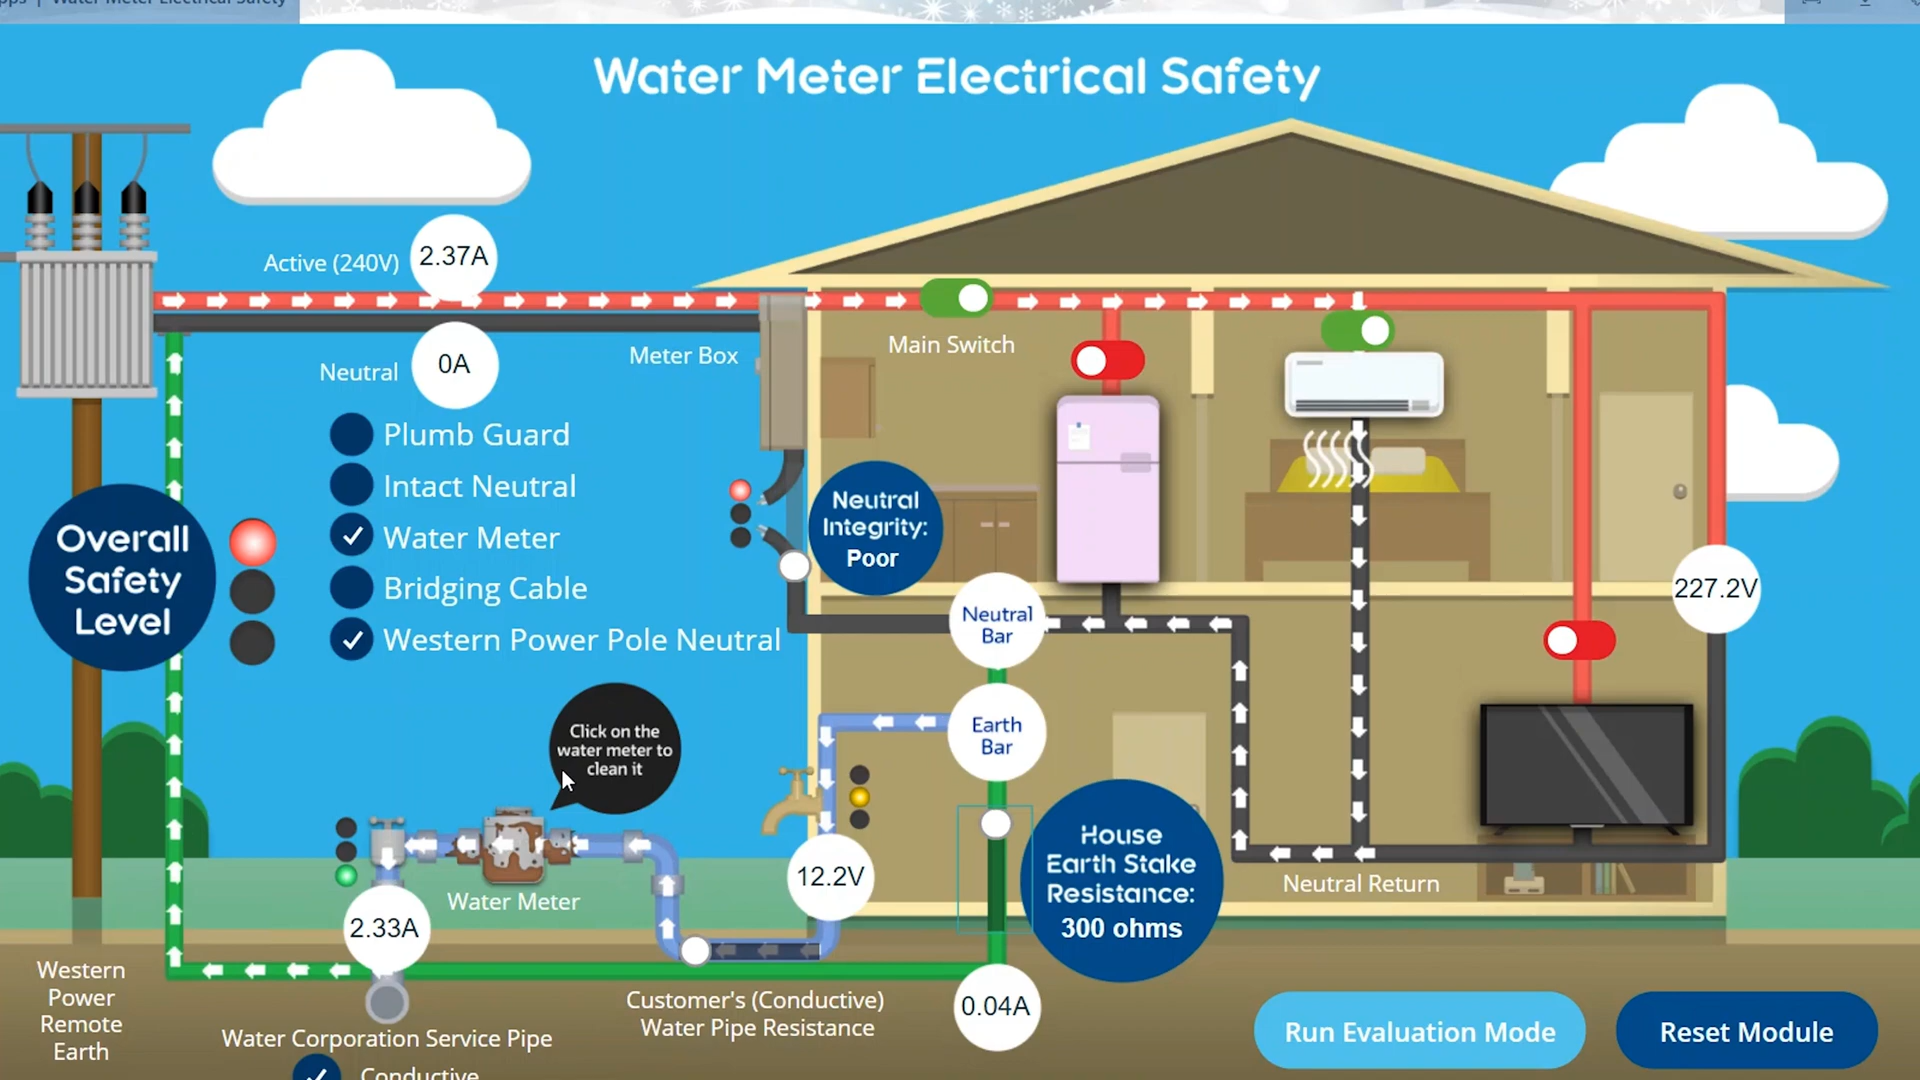 Water Meter Electrical Safety
Water Meter Electrical Safety
Active (240V)
2.37A
Neutral
0A
Meter Box
Main Switch
Plumb Guard
Intact Neutral
Water Meter
Bridging Cable
Western Power Pole Neutral
Overall
Safety
Level
Neutral
Integrity:
Poor
Neutral
Bar
Earth
Bar
227.2V
Click on the
water meter to
clean it
Water Meter
2.33A
12.2V
House
Earth Stake
Resistance:
300 ohms
Neutral Return
0.04A
Western
Power
Remote
Earth
Water Corporation Service Pipe
Conductive
Customer's (Conductive)
Water Pipe Resistance
Run Evaluation Mode
Reset Module